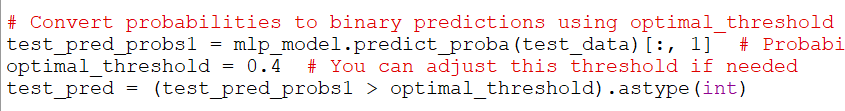 # Convert probabilities to binary predictions using optimal_threshold
test_pred_probs1 = mlp_model.predict_proba(test_data)[:, 1]  # Probabi
optimal_threshold = 0.4  # You can adjust this threshold if needed
test_pred = (test_pred_probs1 > optimal_threshold).astype(int)